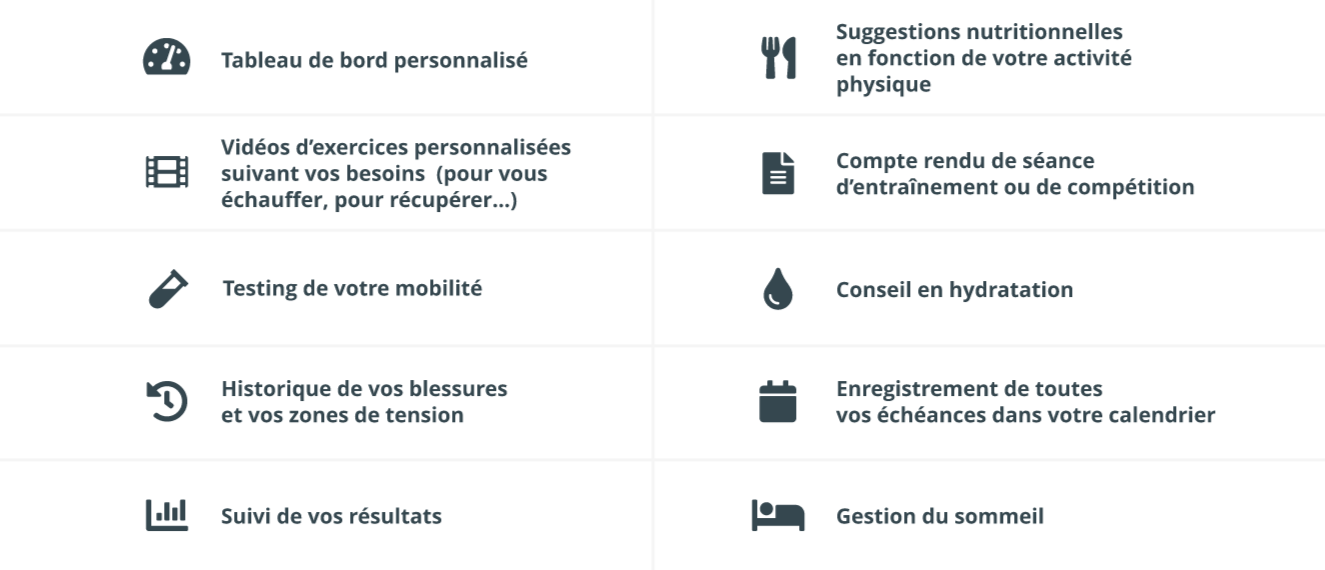 Tableau de bord personnalisé
Suggestions nutritionnelles
en fonction de votre activité
physique
Vidéos d’exercices personnalisées
suivant vos besoins  (pour vous
échauffer, pour récupérer...)
Compte rendu de séance
d’entraînement ou de compétition
Testing de votre mobilité
Conseil en hydratation
Historique de vos blessures
et vos zones de tension
Enregistrement de toutes
vos échéances dans votre calendrier
Suivi de vos résultats
Gestion du sommeil